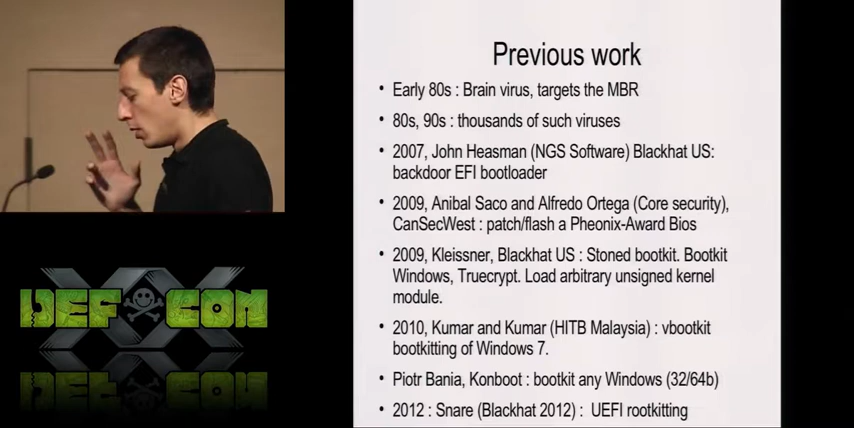 Previous work
• Early 80s : Brain virus, targets the MBR
• 80s, 90s : thousands of such viruses
• 2007, John Heasman (NGS Software) Blackhat US:
backdoor EFI bootloader
• 2009, Anibal Saco and Alfredo Ortega (Core security),
CanSecWest : patch/flash a Pheonix-Award Bios
• 2009, Kleissner, Blackhat US : Stoned bootkit. Bootkit
Windows, Truecrypt. Load arbitrary unsigned kernel
module.
• 2010, Kumar and Kumar (HITB Malaysia) : vbootkit
bootkitting of Windows 7.
• Piotr Bania, Konboot : bootkit any Windows (32/64b)
• 2012 : Snare (Blackhat 2012) : UEFI rootkitting
XX
DEF CON